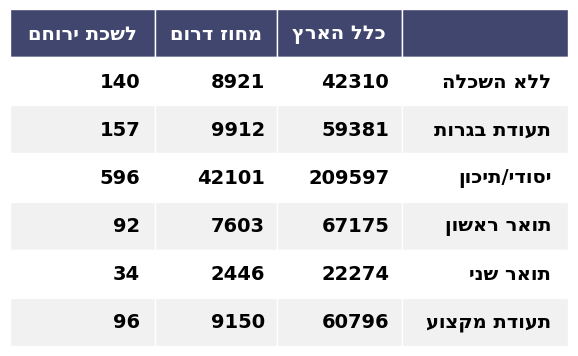 כלל הארץ מחוז דרום לשכת ירוחם
ללא השכלה 42310 8921 140
תעודת בגרות 59381 9912 157
יסודי/תיכון 209597 42101 596
תואר ראשון 67175 7603 92
תואר שני 22274 2446 34
תעודת מקצוע 60796 9150 96